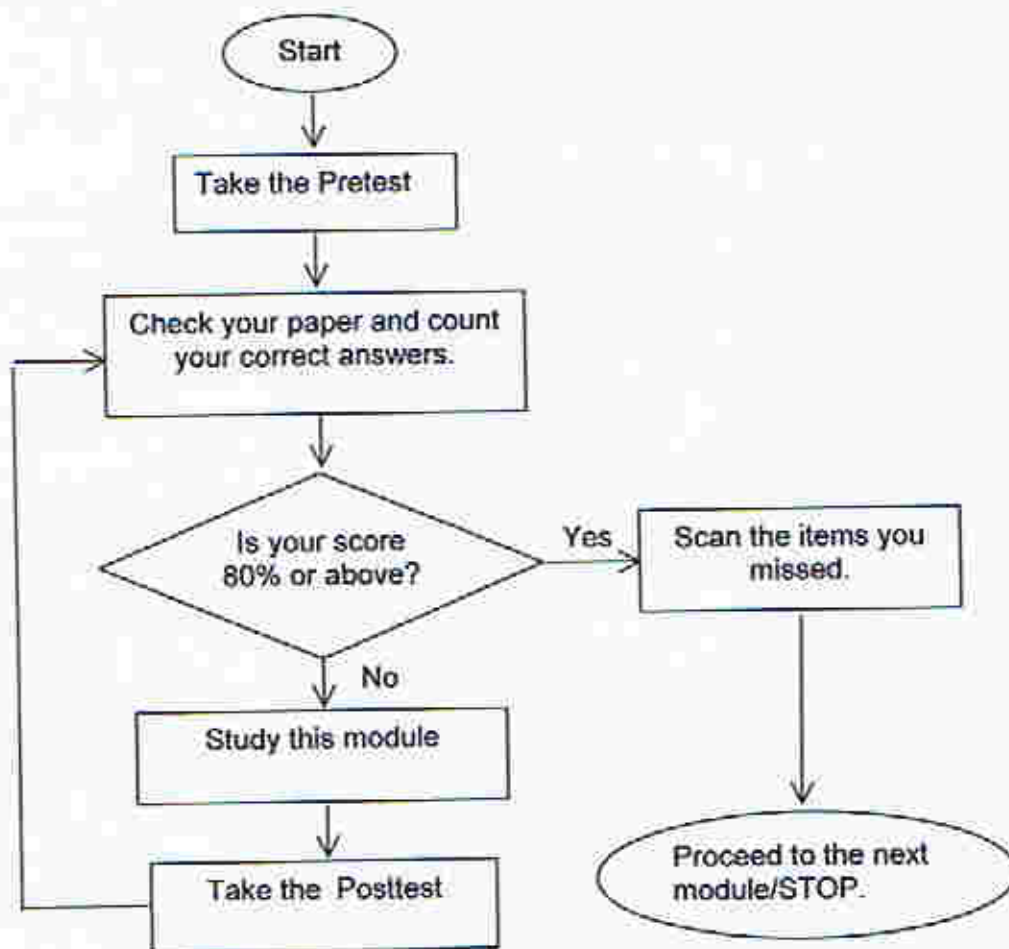 Start
Take the Pretest
Check your paper and count
your correct answers.
Is your score
80% or above?
Yes
Scan the items you
missed.
No
Study this module
Proceed to the next
module/STOP.
Take the Posttest